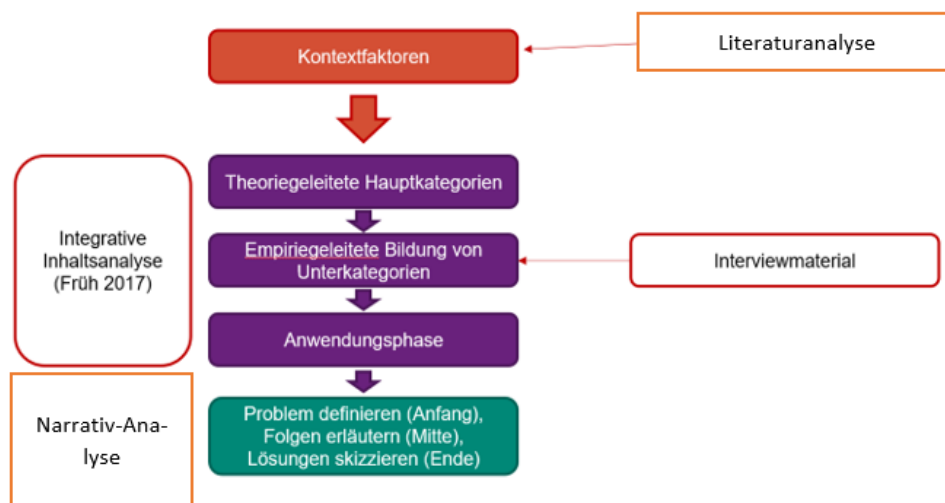 Kontextfaktoren
Literaturanalyse
Theoriegeleitete Hauptkategorien
Integrative
Inhaltsanalyse
(Früh 2017)
Empiriegeleitete Bildung von
Unterkategorien
Interviewmaterial
Anwendungsphase
Narrativ-Ana-
lyse
Problem definieren (Anfang),
Folgen erläutern (Mitte),
Lösungen skizzieren (Ende)